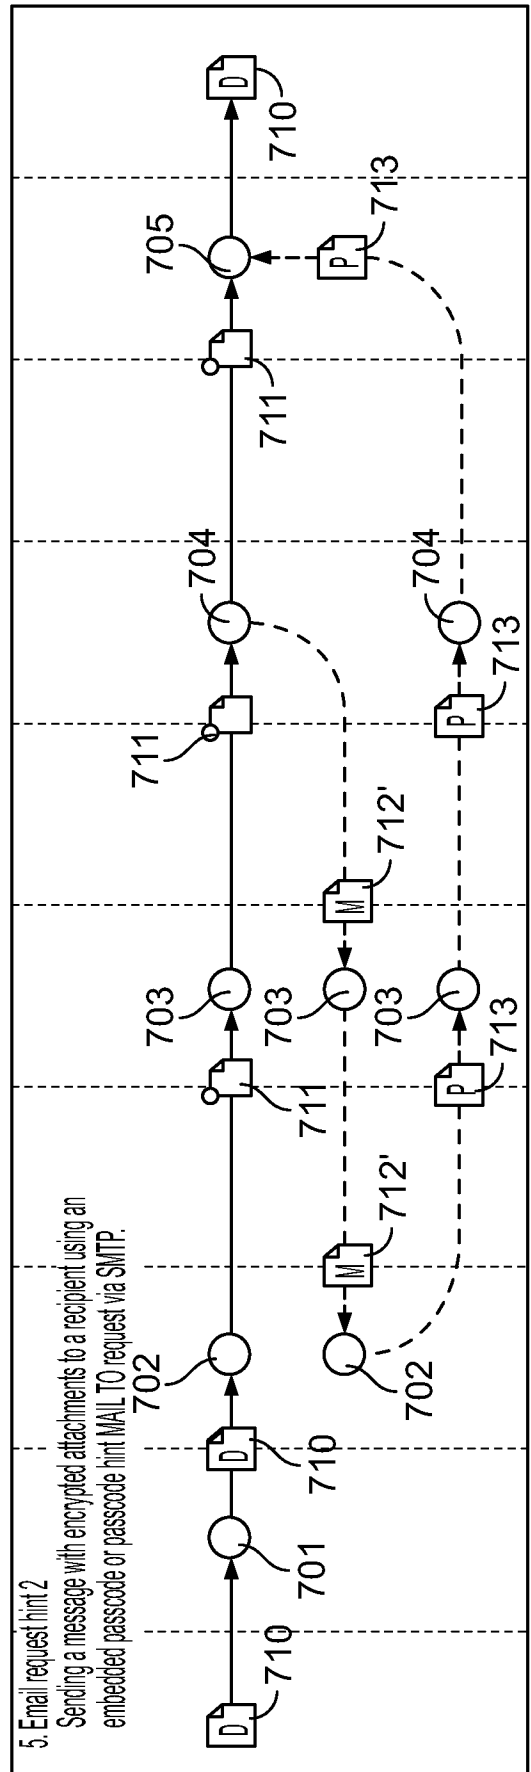 5. Email request hint 2
Sending a message with encrypted attachments to a recipient using an
embedded passcode or passcode hint MAIL TO request via SMTP.
D
710
701
D
710
702
711
703
711
704
711
705
D
710
702
M
712'
703
M
712'
P
713
703
P
713
704
P
713